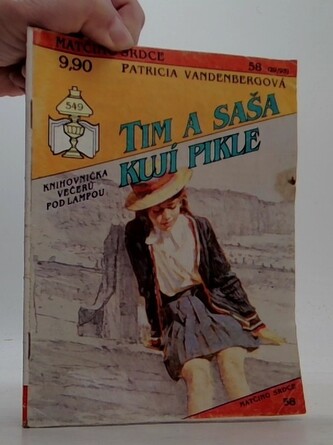 MATČINO SRDCE
58
9,90
PATRICIA VANDENBERGOVÁ
549
TIM A SAŠA
KUJÍ PIKLE
KNIHOVNIČKA
VEČERŮ
POD LAMPOU
MATČINO SRDCE
58